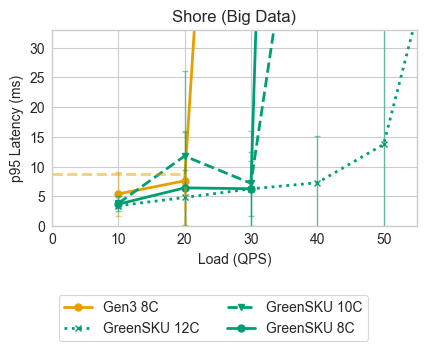 Shore (Big Data)
30
25
20
15
10
5
0
p95 Latency (ms)
0 10 20 30 40 50
Load (QPS)
Gen3 8C GreenSKU 10C
GreenSKU 12C GreenSKU 8C